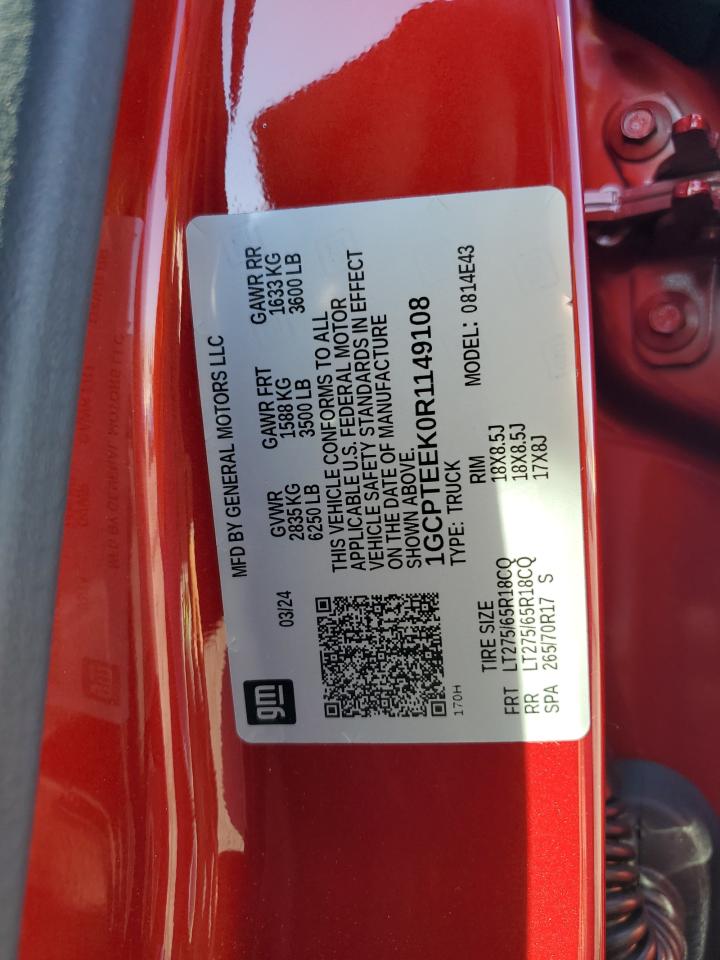 MFD BY GENERAL MOTORS LLC
gm
03/24
GVWR GAWR FRT GAWR RR
2835 KG 1588 KG 1633 KG
6250 LB 3500 LB 3600 LB
THIS VEHICLE CONFORMS TO ALL
APPLICABLE U.S. FEDERAL MOTOR
VEHICLE SAFETY STANDARDS IN EFFECT
ON THE DATE OF MANUFACTURE
SHOWN ABOVE.
1GCPTEEK0R1149108
170H
TYPE: TRUCK MODEL: 0814E43
TIRE SIZE RIM
FRT LT275/65R18CQ 18X8.5J
RR LT275/65R18CQ 18X8.5J
SPA 265/70R17 S 17X8J